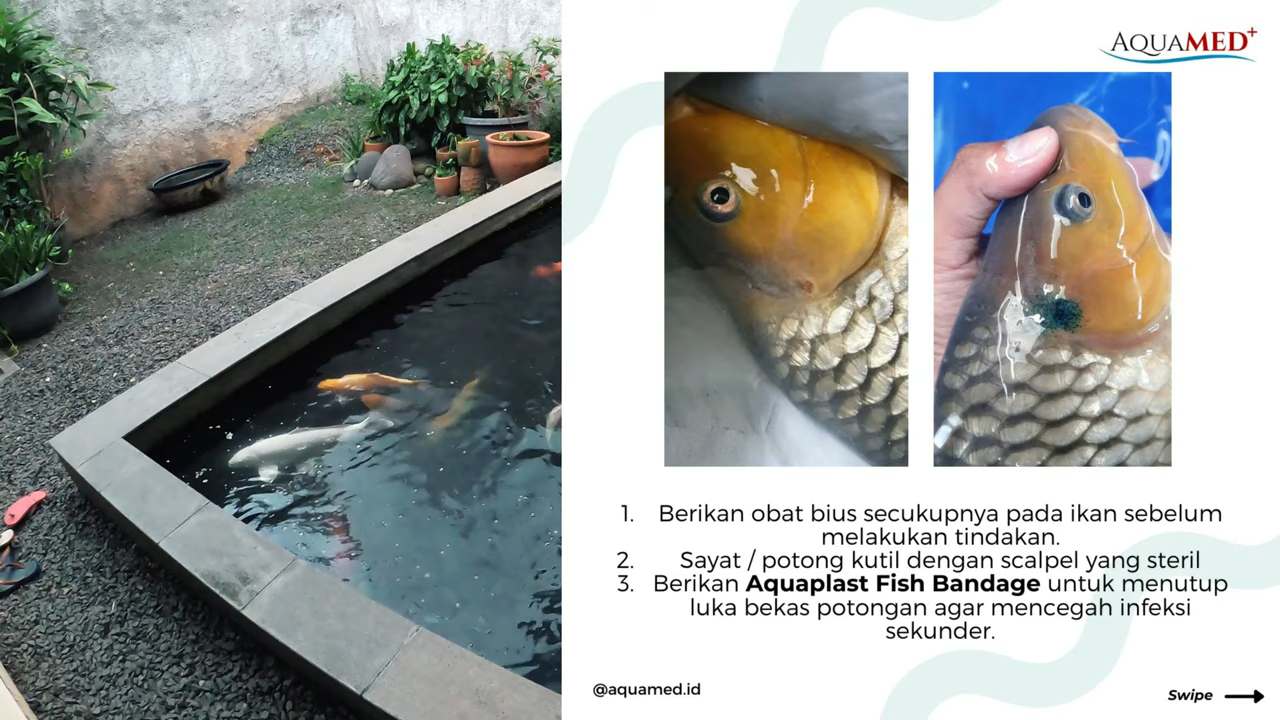 AQUAMED+
1. Berikan obat bius secukupnya pada ikan sebelum
melakukan tindakan.
2. Sayat / potong kutil dengan scalpel yang steril
3. Berikan Aquaplast Fish Bandage untuk menutup
luka bekas potongan agar mencegah infeksi
sekunder.
@aquamed.id
Swipe